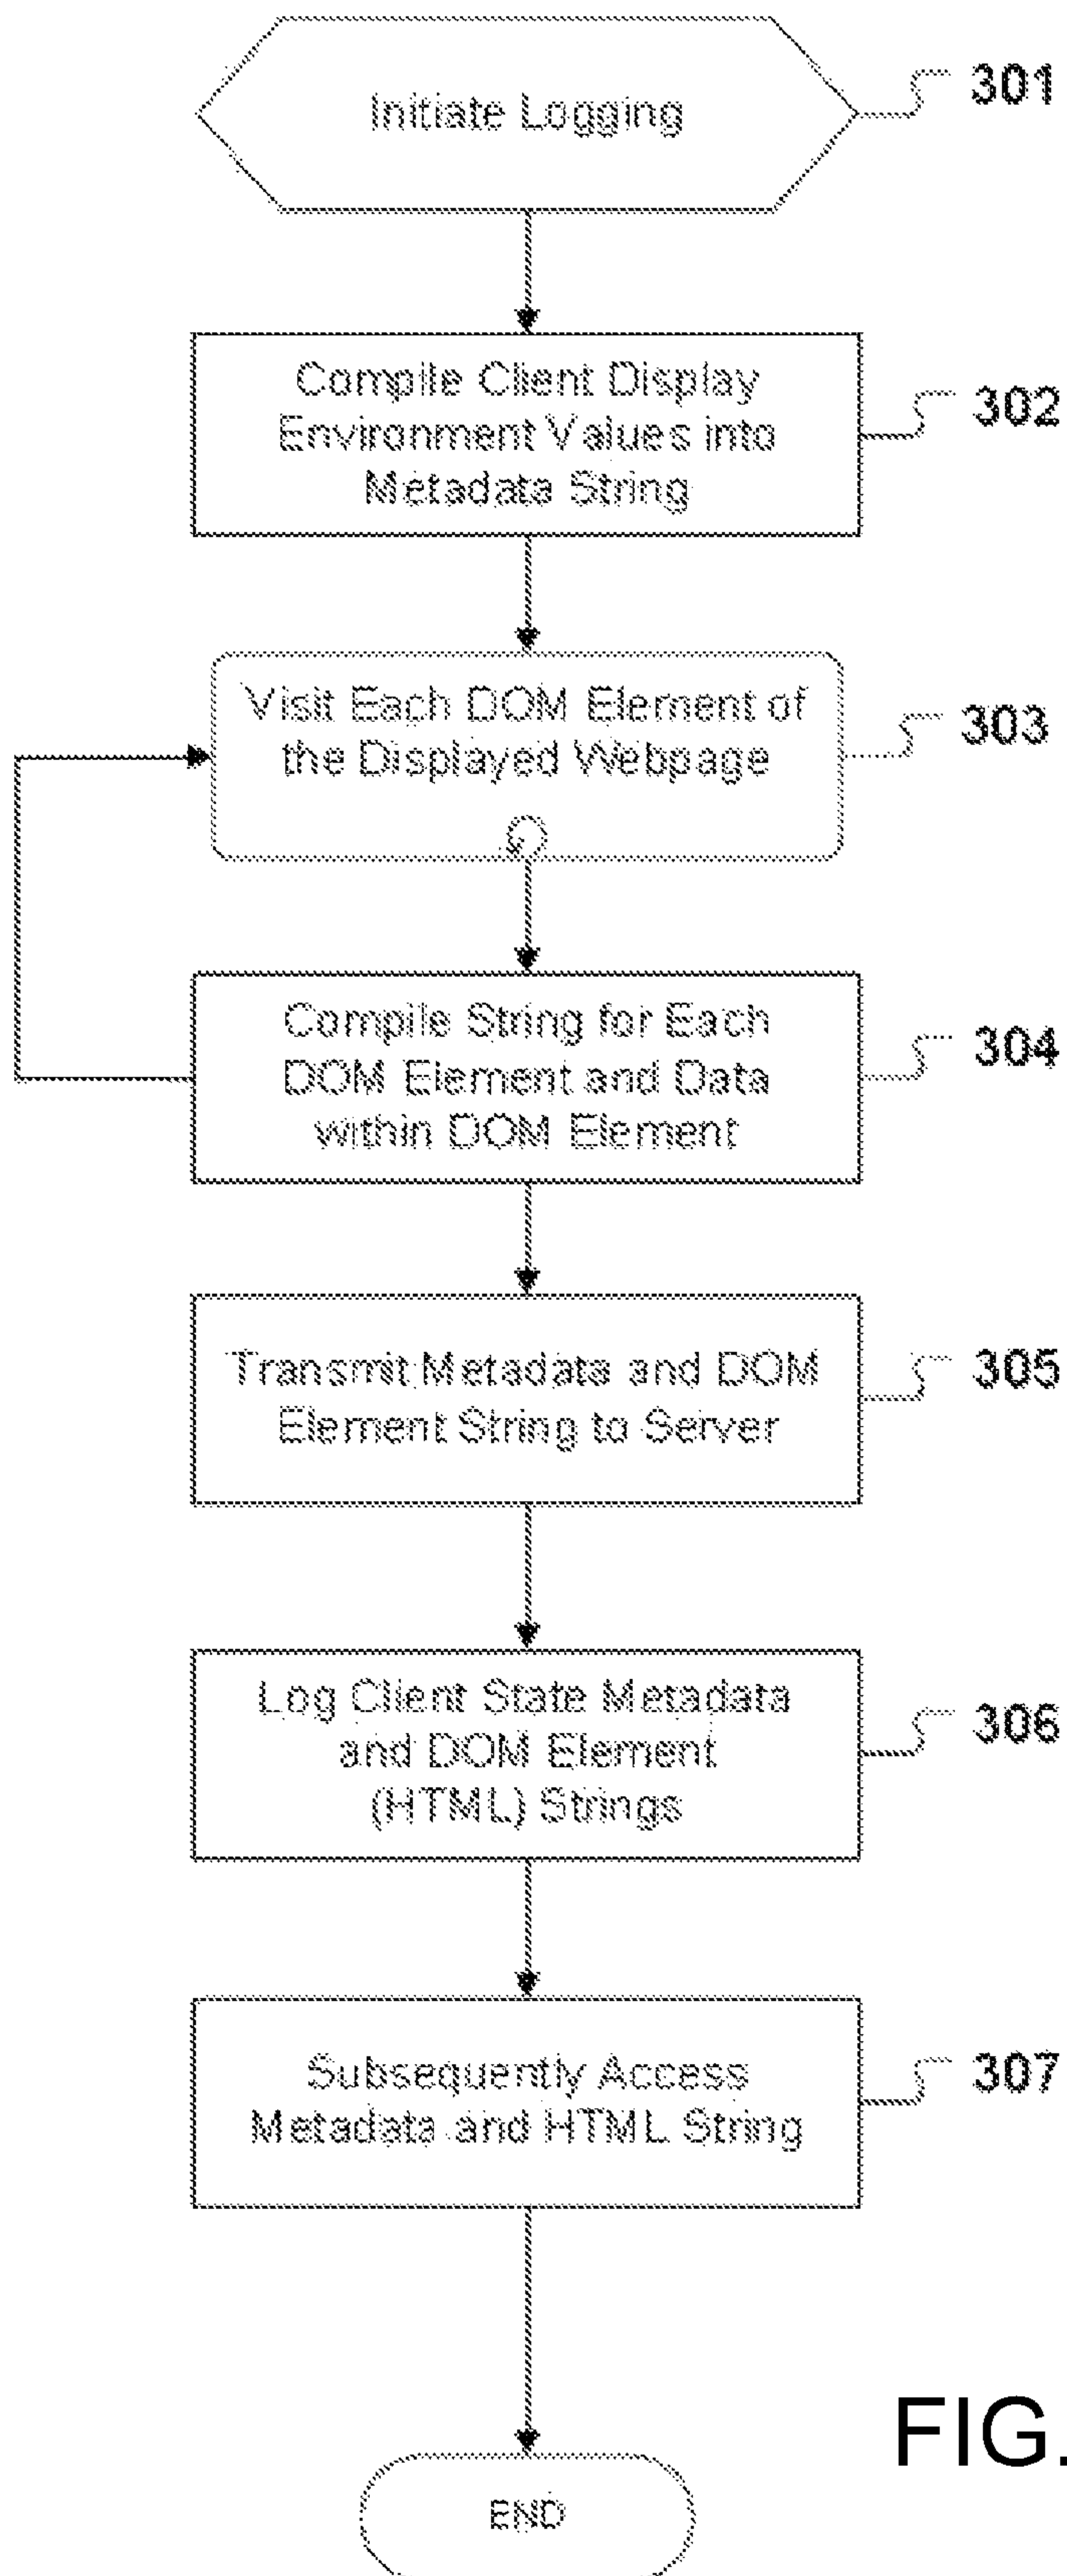 Initiate Logging
301
Compile Client Display
Environment Values into
Metadata String
302
Visit Each DOM Element of
the Displayed Webpage
303
Compile String for Each
DOM Element and Data
within DOM Element
304
Transmit Metadata and DOM
Element String to Server
305
Log Client State Metadata
and DOM Element
(HTML) Strings
306
Subsequently Access
Metadata and HTML String
307
FIG.
END